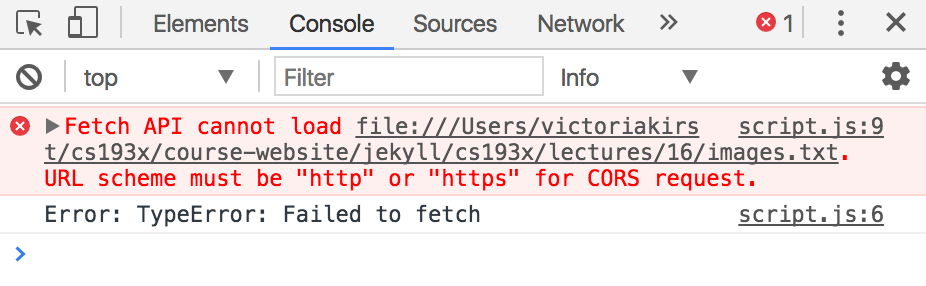 Elements Console Sources Network 1
top Filter Info
Fetch API cannot load file:///Users/victoriakirs script.js:9
t/cs193x/course-website/jekyll/cs193x/lectures/16/images.txt.
URL scheme must be "http" or "https" for CORS request.
Error: TypeError: Failed to fetch script.js:6